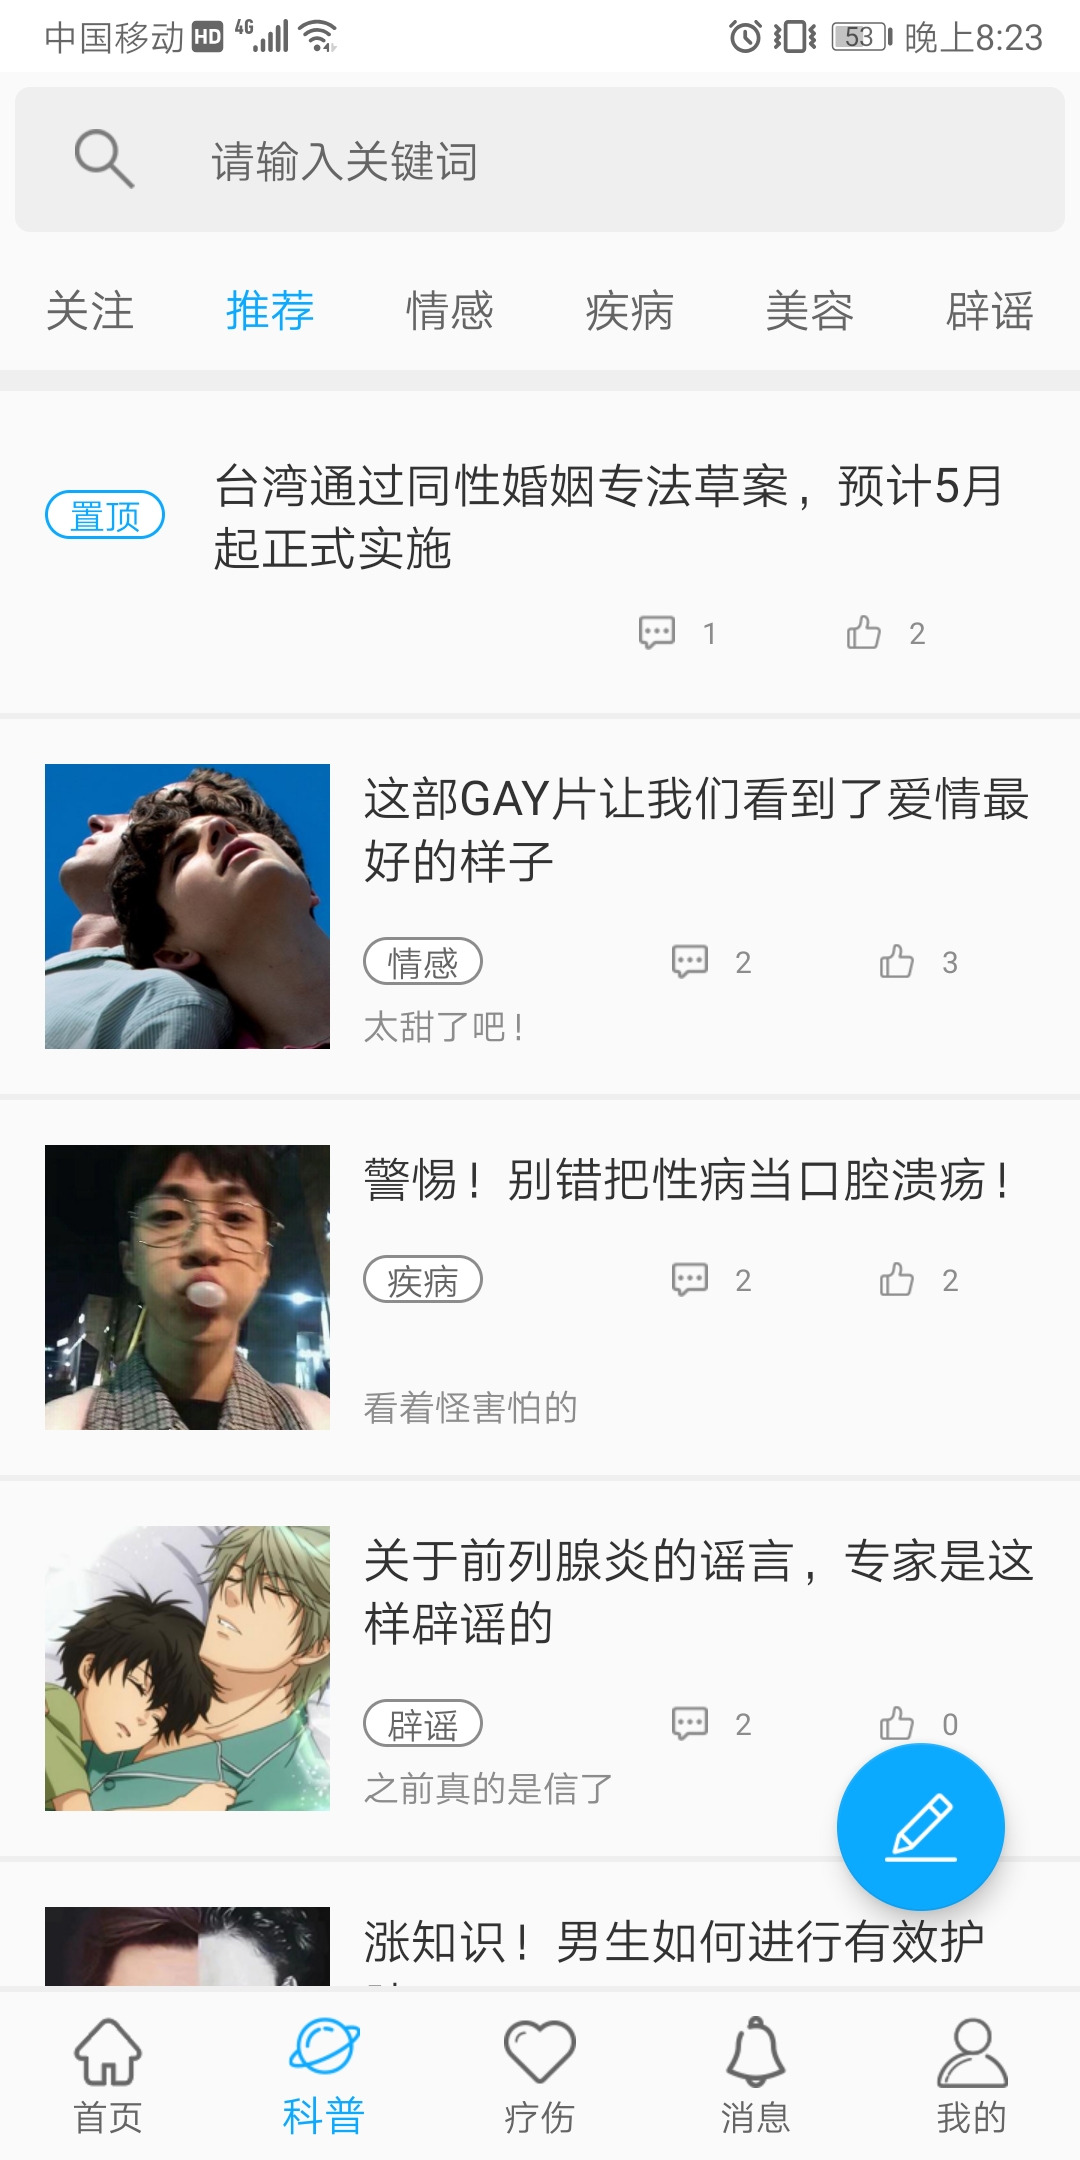 中国移动 HD 4G 53 晚上8:23
请输入关键词
关注 推荐 情感 疾病 美容 辟谣
置顶
台湾通过同性婚姻专法草案，预计5月
起正式实施
1 2
这部GAY片让我们看到了爱情最
好的样子
情感 2 3
太甜了吧！
警惕！别错把性病当口腔溃疡！
疾病 2 2
看着怪害怕的
关于前列腺炎的谣言，专家是这
样辟谣的
辟谣 2 0
之前真的是信了
涨知识！男生如何进行有效护
首页 科普 疗伤 消息 我的